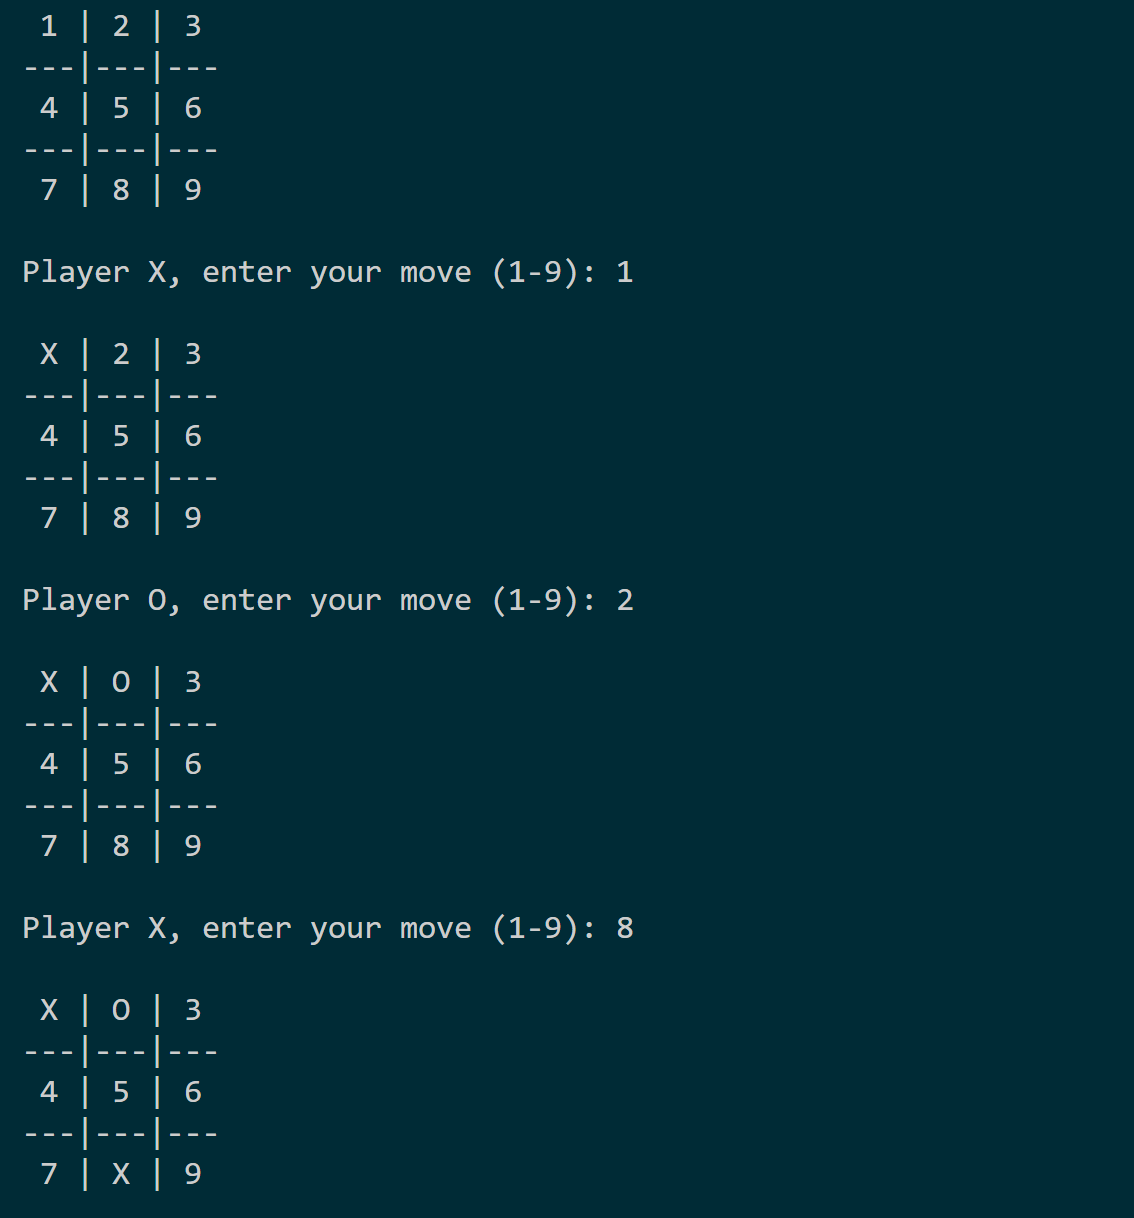 1 | 2 | 3
---|---|---
 4 | 5 | 6
---|---|---
 7 | 8 | 9

Player X, enter your move (1-9): 1

 X | 2 | 3
---|---|---
 4 | 5 | 6
---|---|---
 7 | 8 | 9

Player O, enter your move (1-9): 2

 X | O | 3
---|---|---
 4 | 5 | 6
---|---|---
 7 | 8 | 9

Player X, enter your move (1-9): 8

 X | O | 3
---|---|---
 4 | 5 | 6
---|---|---
 7 | X | 9